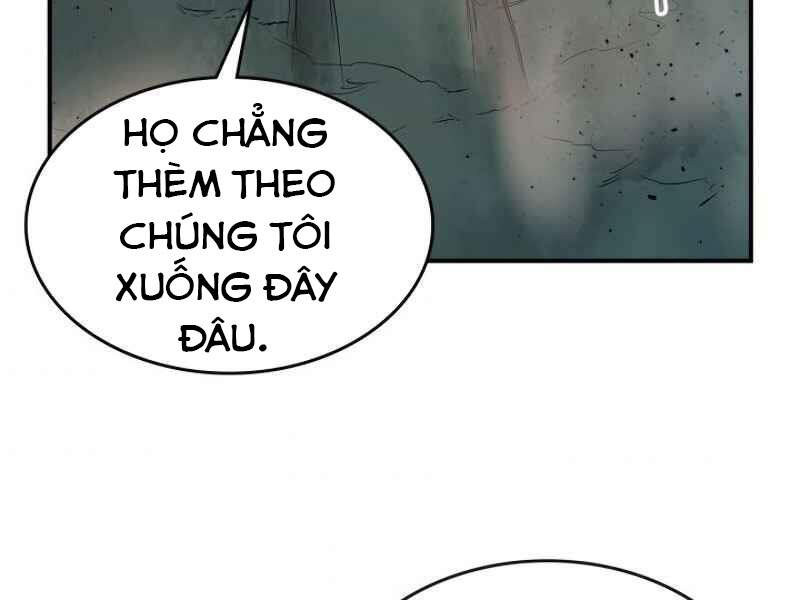 HỌ CHẲNG
THÈM THEO
CHÚNG TÔI
XUỐNG ĐÂY
ĐÂU.